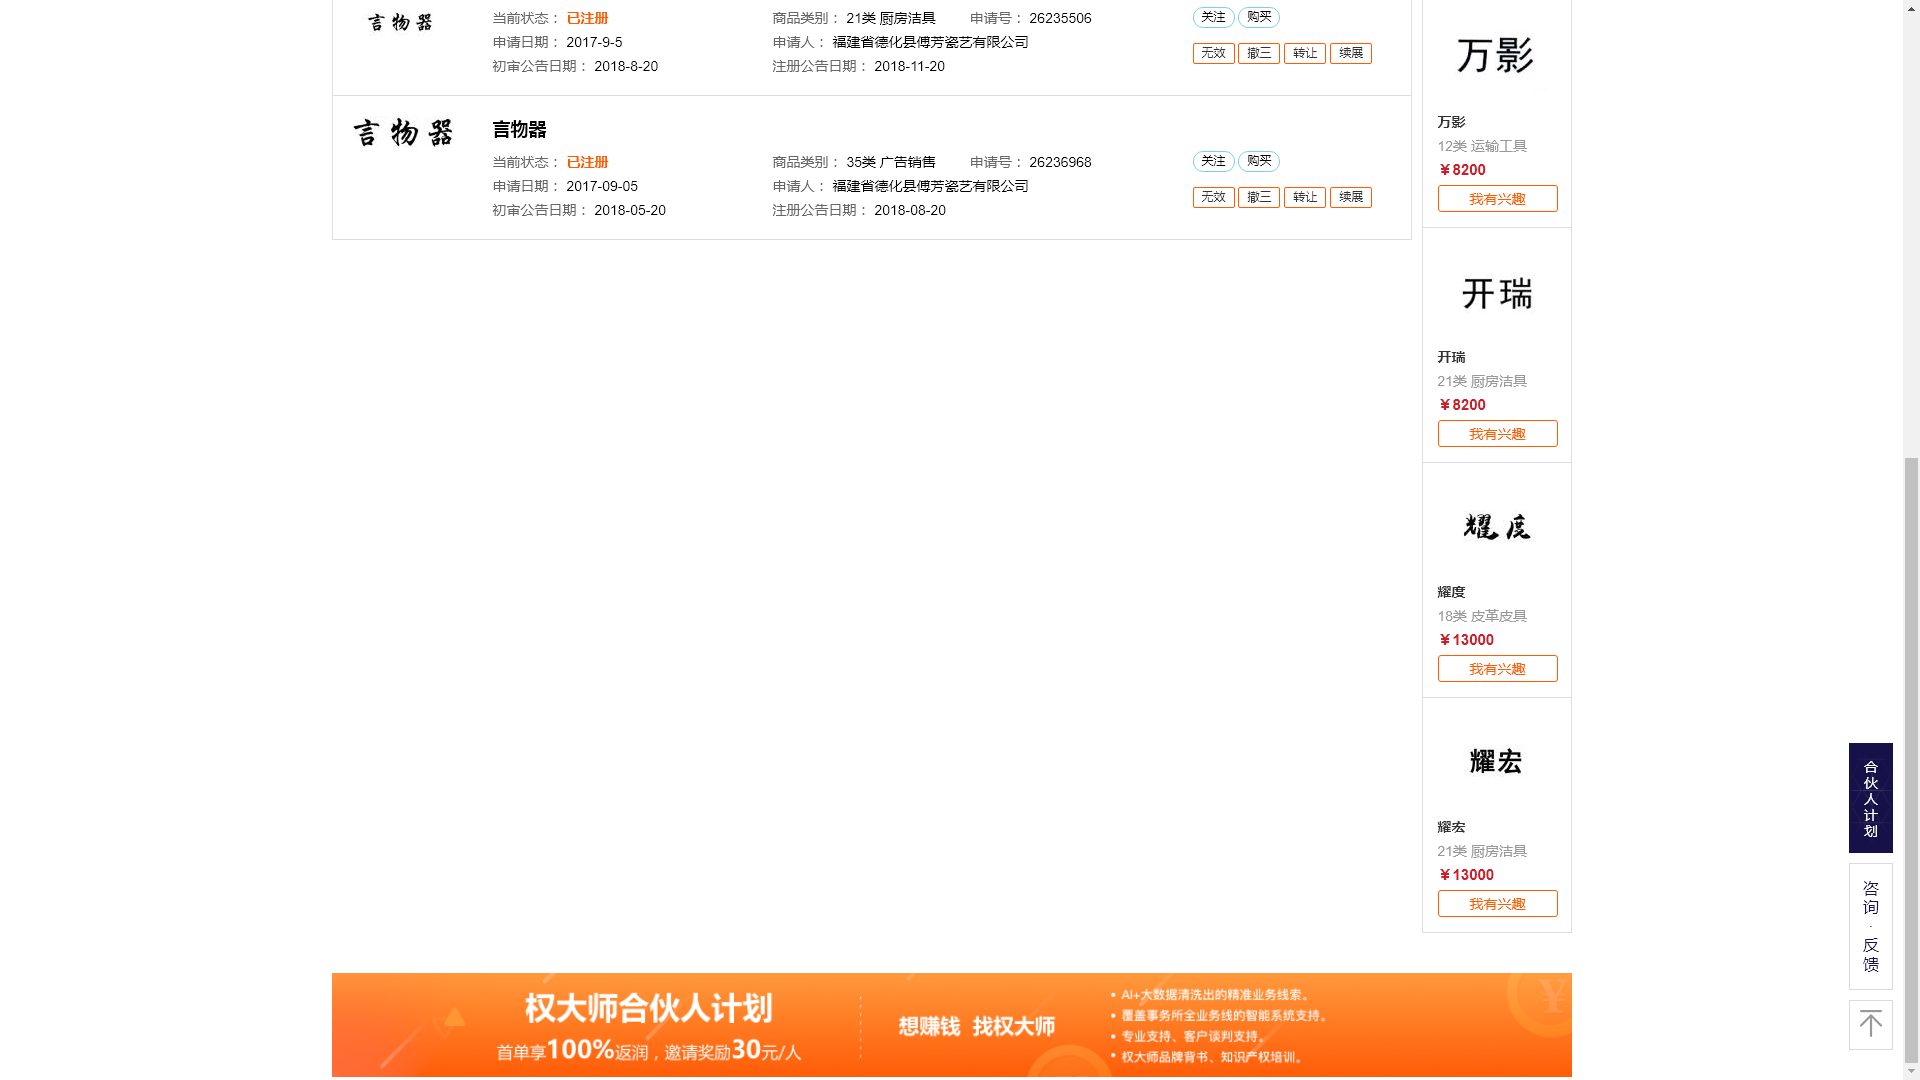 言物器
当前状态： 已注册
商品类别： 21类 厨房洁具
申请号： 26235506
关注
购买
申请日期： 2017-9-5
申请人： 福建省德化县傅芳瓷艺有限公司
无效
撤三
转让
续展
初审公告日期： 2018-8-20
注册公告日期： 2018-11-20
言物器
言物器
当前状态： 已注册
商品类别： 35类 广告销售
申请号： 26236968
关注
购买
申请日期： 2017-09-05
申请人： 福建省德化县傅芳瓷艺有限公司
无效
撤三
转让
续展
初审公告日期： 2018-05-20
注册公告日期： 2018-08-20
万影
万影
12类 运输工具
￥8200
我有兴趣
开瑞
开瑞
21类 厨房洁具
￥8200
我有兴趣
耀度
耀度
18类 皮革皮具
￥13000
我有兴趣
耀宏
耀宏
21类 厨房洁具
￥13000
我有兴趣
合伙人计划
咨询·反馈
权大师合伙人计划
首单享100%返润，邀请奖励30元/人
想赚钱 找权大师
• AI+大数据清洗出的精准业务线索。
• 覆盖事务所全业务线的智能系统支持。
• 专业支持、客户谈判支持。
• 权大师品牌背书、知识产权培训。